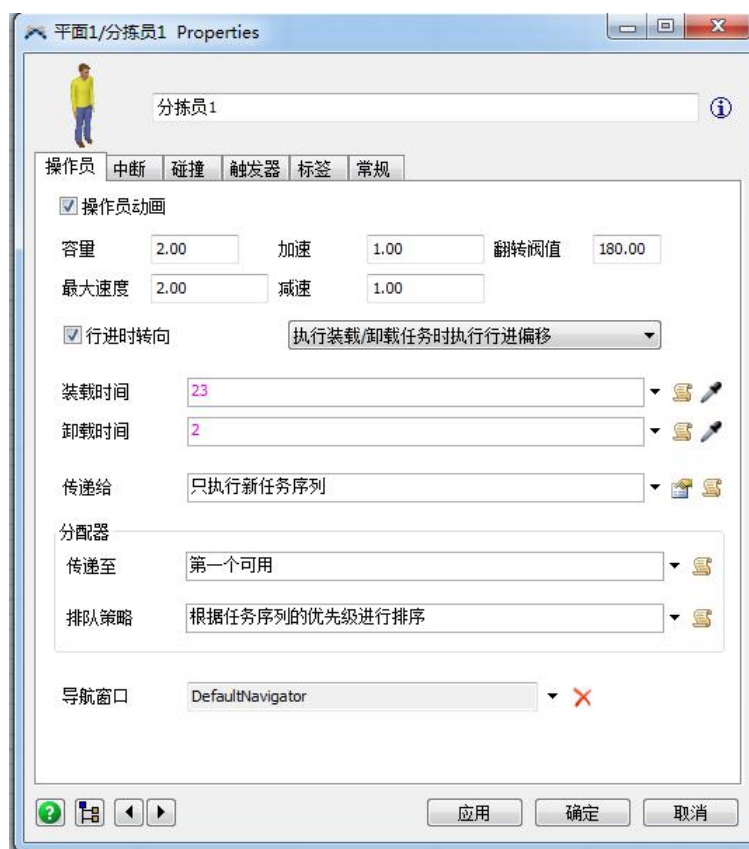 平面1/分拣员1 Properties
分拣员1
操作员 中断 碰撞 触发器 标签 常规
操作员动画
容量 2.00 加速 1.00 翻转阀值 180.00
最大速度 2.00 减速 1.00
行进时转向 执行装载/卸载任务时执行行进偏移
装载时间 23
卸载时间 2
传递给 只执行新任务序列
分配器
传递至 第一个可用
排队策略 根据任务序列的优先级进行排序
导航窗口 DefaultNavigator
应用 确定 取消